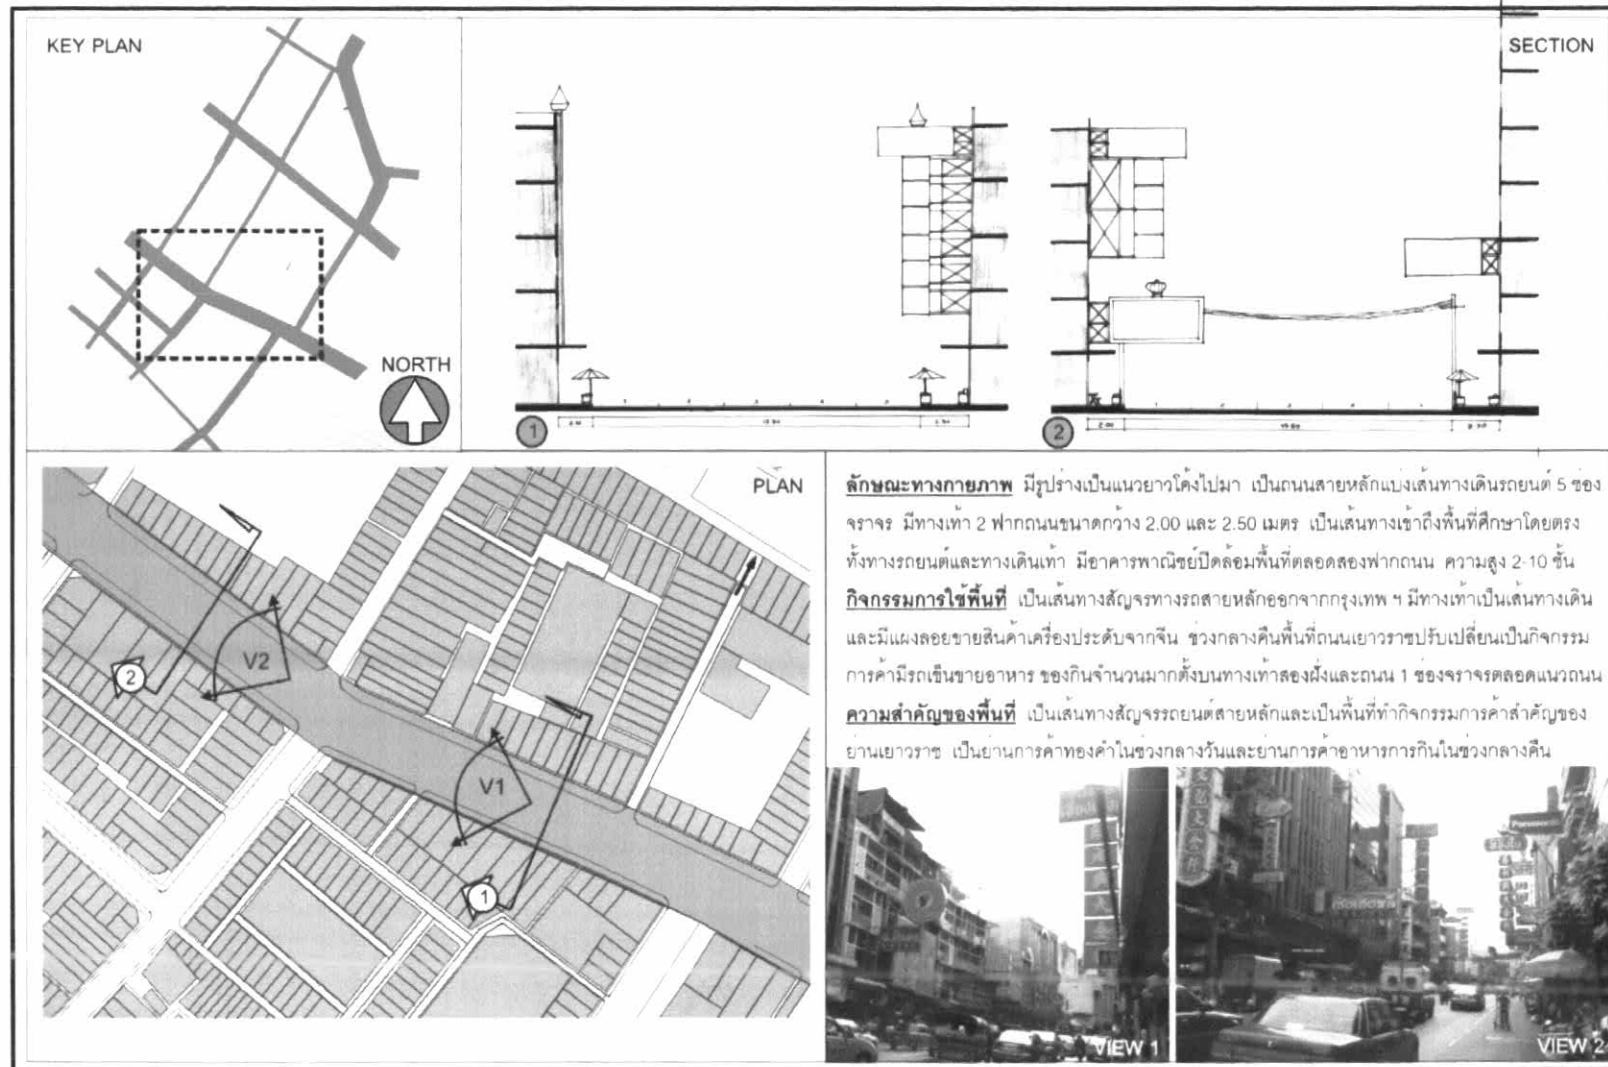 KEY PLAN
NORTH
SECTION
1
2
2.00
PLAN
V2
2
V1
1
ลักษณะทางกายภาพ มีรูปร่างเป็นแนวยาวโค้งไปมา เป็นถนนสายหลักแบ่งเส้นทางเดินรถยนต์ 5 ช่อง
จราจร มีทางเท้า 2 ฟากถนนขนาดกว้าง 2.00 และ 2.50 เมตร เป็นเส้นทางเข้าถึงพื้นที่ศึกษาโดยตรง
ทั้งทางรถยนต์และทางเดินเท้า มีอาคารพาณิชย์ปิดล้อมพื้นที่ตลอดสองฟากถนน ความสูง 2-10 ชั้น
กิจกรรมการใช้พื้นที่ เป็นเส้นทางสัญจรทางรถสายหลักออกจากกรุงเทพ ฯ มีทางเท้าเป็นเส้นทางเดิน
และมีแผงลอยขายสินค้าเครื่องประดับจากจีน ช่วงกลางคืนพื้นที่ถนนเยาวราชปรับเปลี่ยนเป็นกิจกรรม
การค้ามีรถเข็นขายอาหาร ของกินจำนวนมากตั้งบนทางเท้าสองฝั่งและถนน 1 ช่องจราจรตลอดแนวถนน
ความสำคัญของพื้นที่ เป็นเส้นทางสัญจรรถยนต์สายหลักและเป็นพื้นที่ทำกิจกรรมการค้าสำคัญของ
ย่านเยาวราช เป็นย่านการค้าทองคำในช่วงกลางวันและย่านการค้าอาหารการกินในช่วงกลางคืน
VIEW 1
VIEW 2